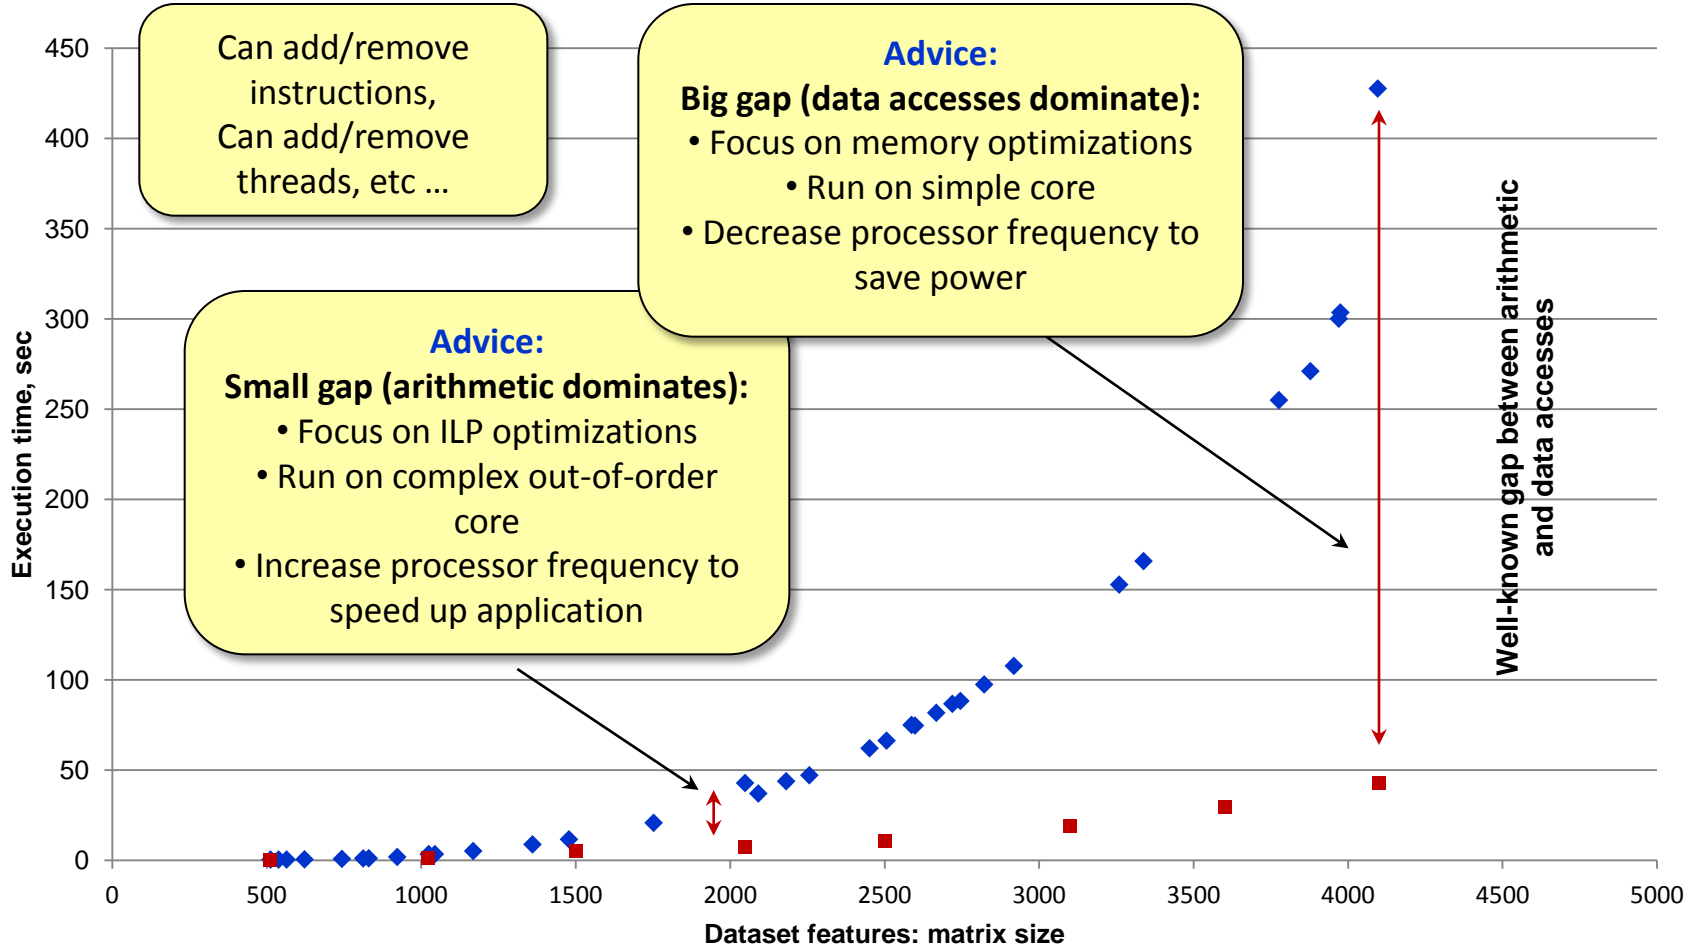 Can add/remove
instructions,
Can add/remove
threads, etc …
Advice:
Big gap (data accesses dominate):
• Focus on memory optimizations
• Run on simple core
• Decrease processor frequency to
save power
Advice:
Small gap (arithmetic dominates):
• Focus on ILP optimizations
• Run on complex out-of-order
core
• Increase processor frequency to
speed up application
Well-known gap between arithmetic
and data accesses
Execution time, sec
450
400
350
300
250
200
150
100
50
0
0 500 1000 1500 2000 2500 3000 3500 4000 4500 5000
Dataset features: matrix size